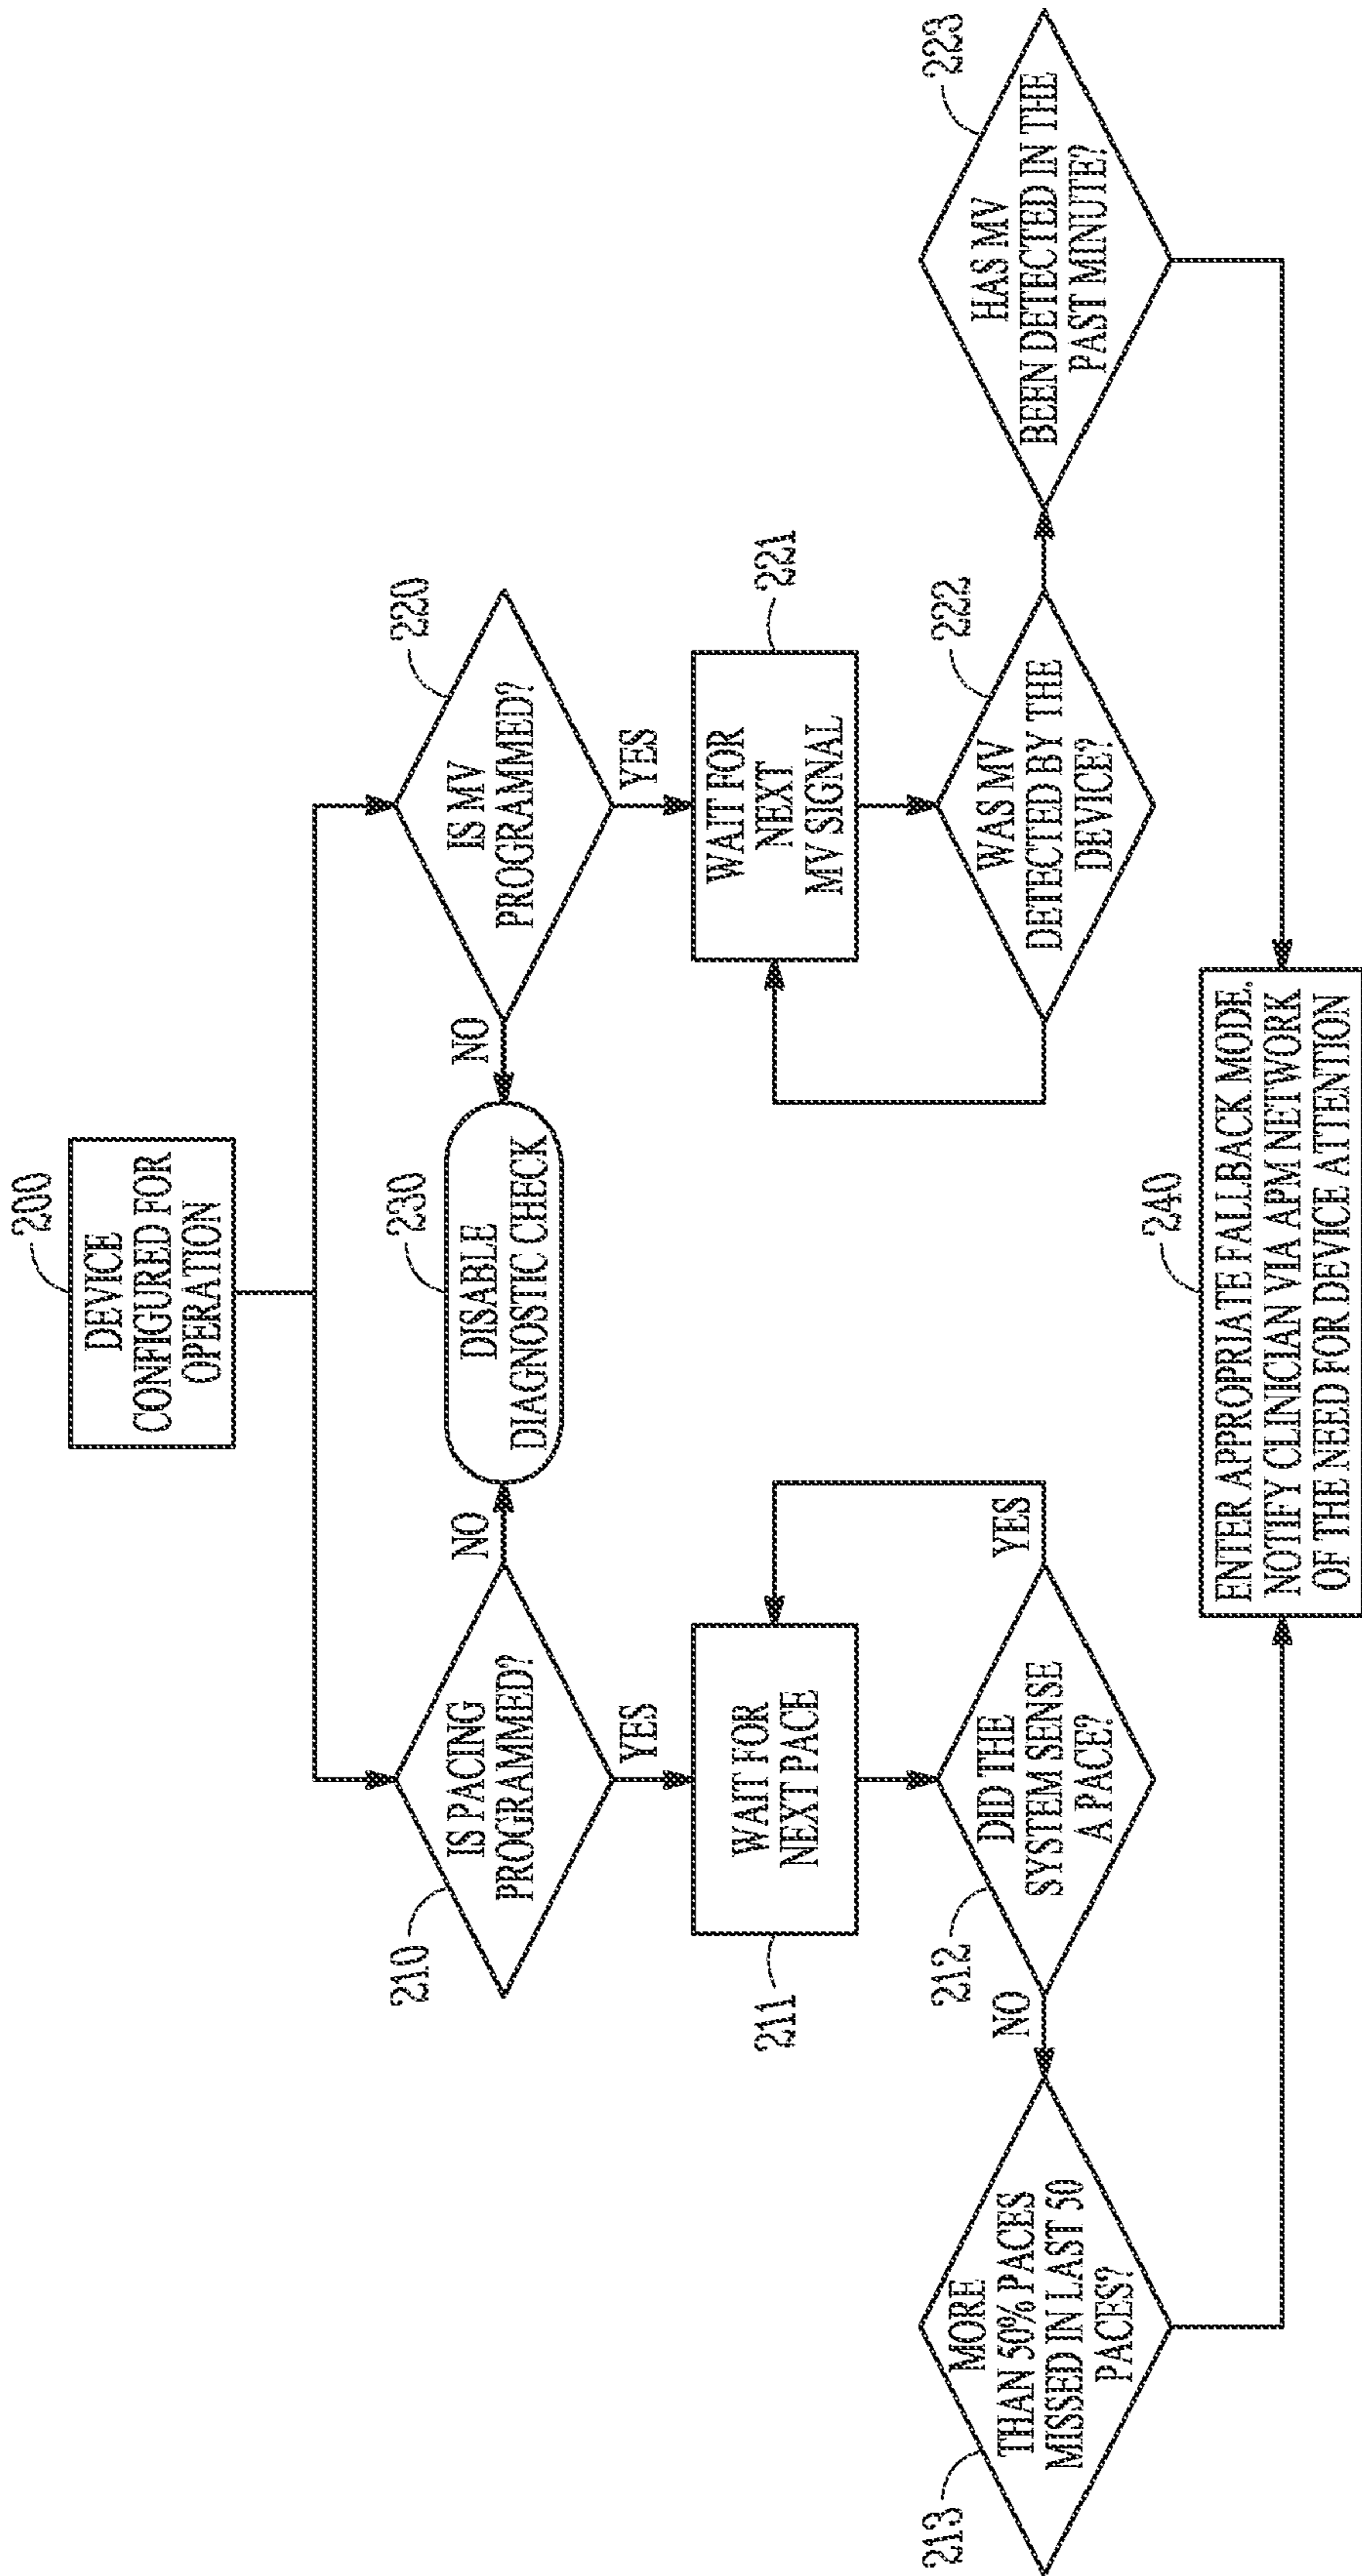 200
DEVICE
CONFIGURED FOR
OPERATION
210
IS PACING
PROGRAMMED?
NO
YES
230
DISABLE
DIAGNOSTIC CHECK
220
IS MV
PROGRAMMED?
NO
YES
211
WAIT FOR
NEXT PACE
221
WAIT FOR
NEXT
MV SIGNAL
213
MORE
THAN 50% PACES
MISSED IN LAST 50
PACES?
NO
212
DID THE
SYSTEM SENSE
A PACE?
YES
222
WAS MV
DETECTED BY THE
DEVICE?
223
HAS MV
BEEN DETECTED IN THE
PAST MINUTE?
240
ENTER APPROPRIATE FALLBACK MODE.
NOTIFY CLINICIAN VIA APM NETWORK
OF THE NEED FOR DEVICE ATTENTION